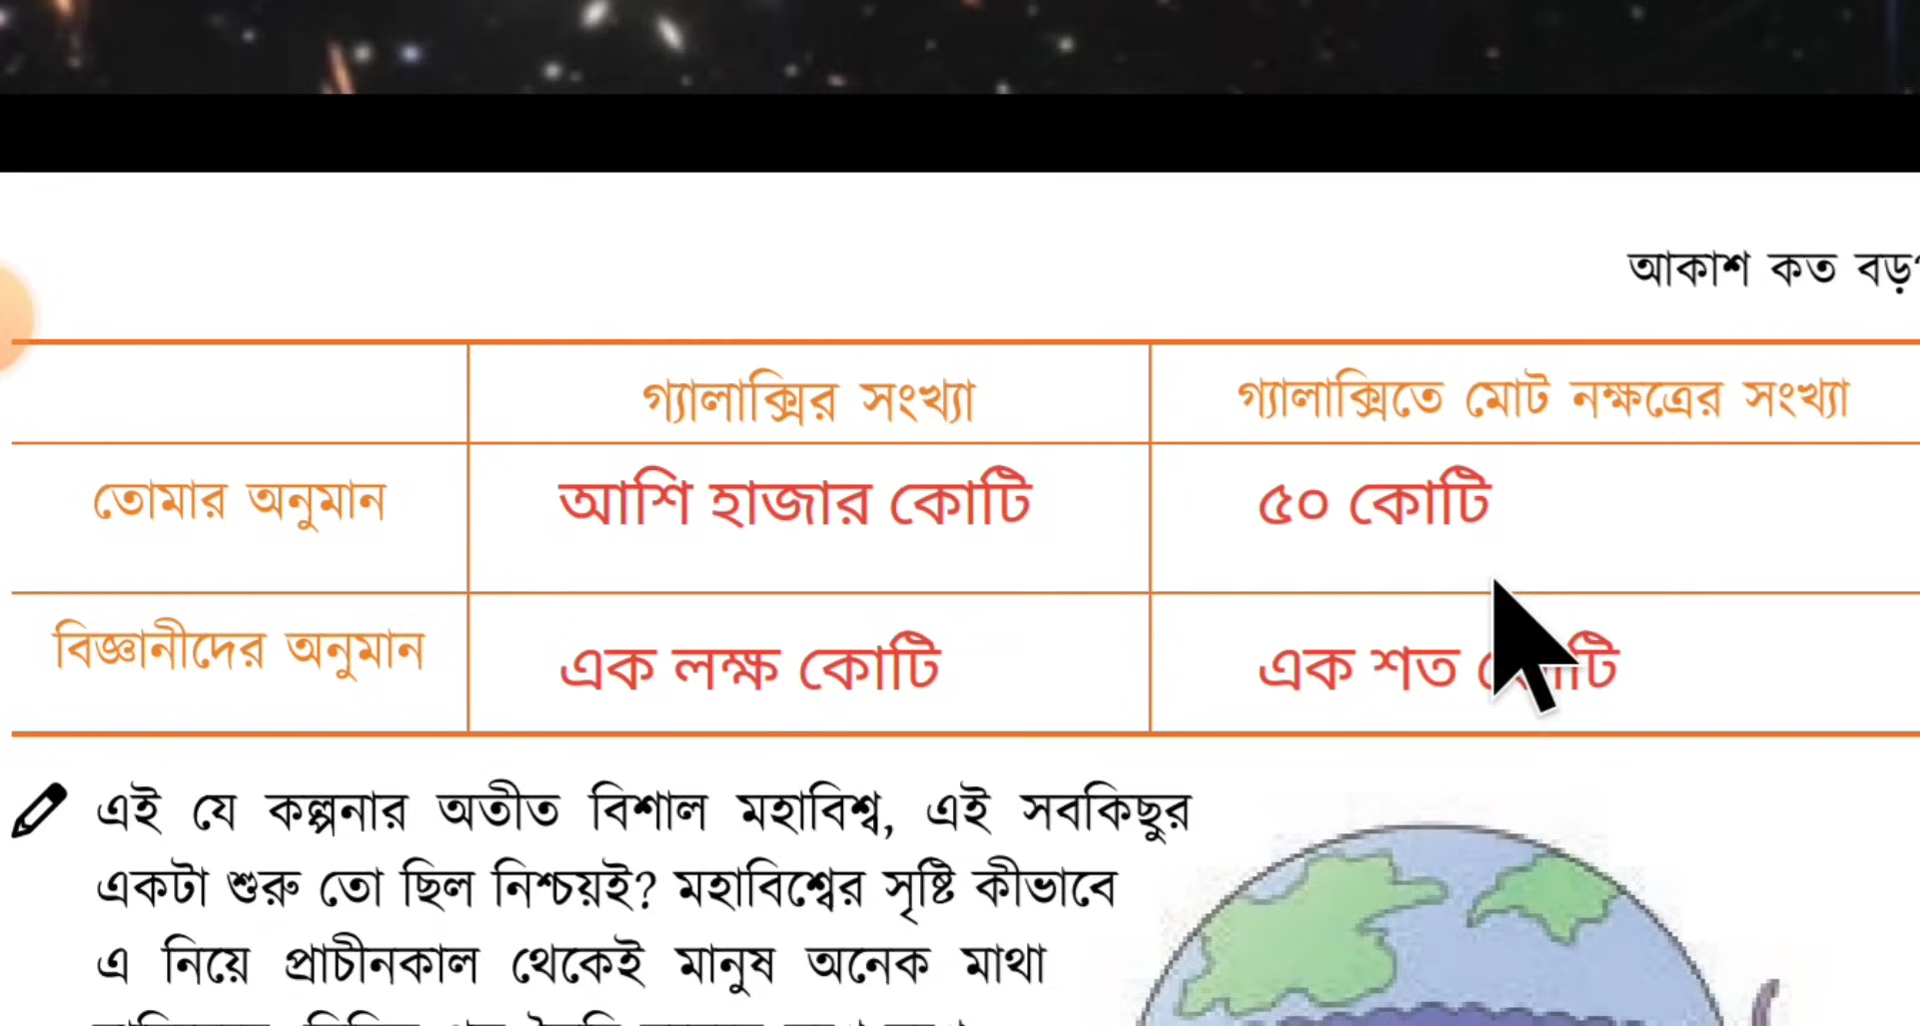 আকাশ কত বড়?
গ্যালাক্সির সংখ্যা গ্যালাক্সিতে মোট নক্ষত্রের সংখ্যা
তোমার অনুমান আশি হাজার কোটি ৫০ কোটি
বিজ্ঞানীদের অনুমান এক লক্ষ কোটি এক শত কোটি
এই যে কল্পনার অতীত বিশাল মহাবিশ্ব, এই সবকিছুর
একটা শুরু তো ছিল নিশ্চয়ই? মহাবিশ্বের সৃষ্টি কীভাবে
এ নিয়ে প্রাচীনকাল থেকেই মানুষ অনেক মাথা